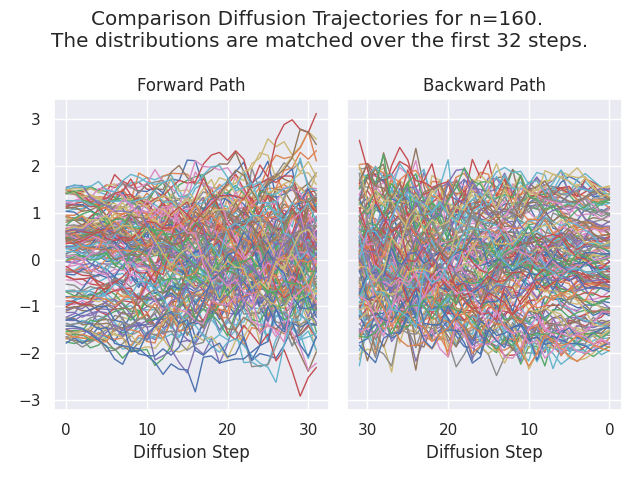 Comparison Diffusion Trajectories for n=160.
The distributions are matched over the first 32 steps.
Forward Path
Backward Path
3
2
1
0
−1
−2
−3
0 10 20 30
30 20 10 0
Diffusion Step
Diffusion Step